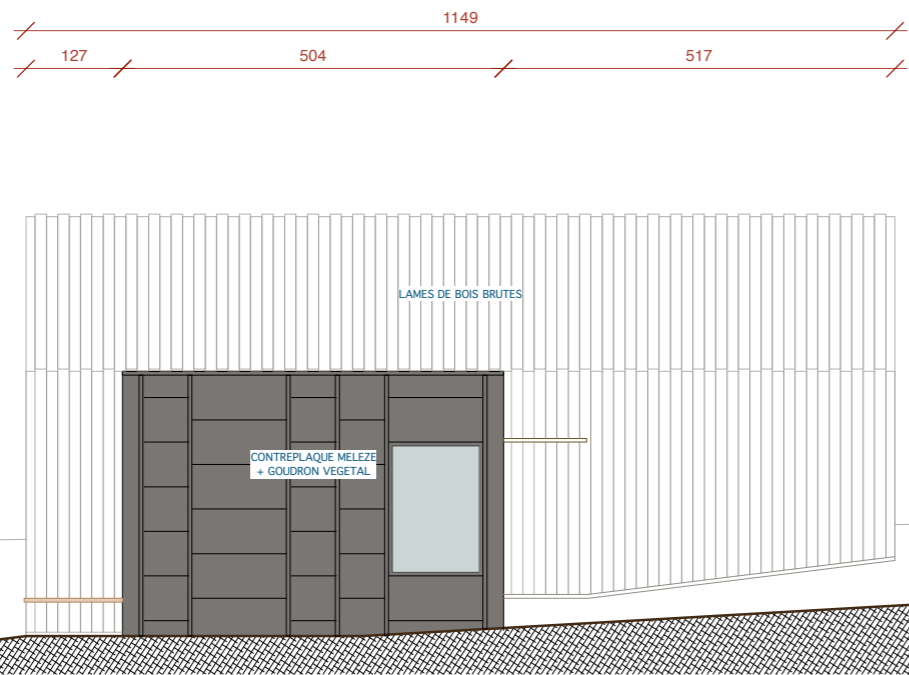 1149
127 504 517
LAMES DE BOIS BRUTES
CONTREPLAQUE MELEZE
+ GOUDRON VEGETAL